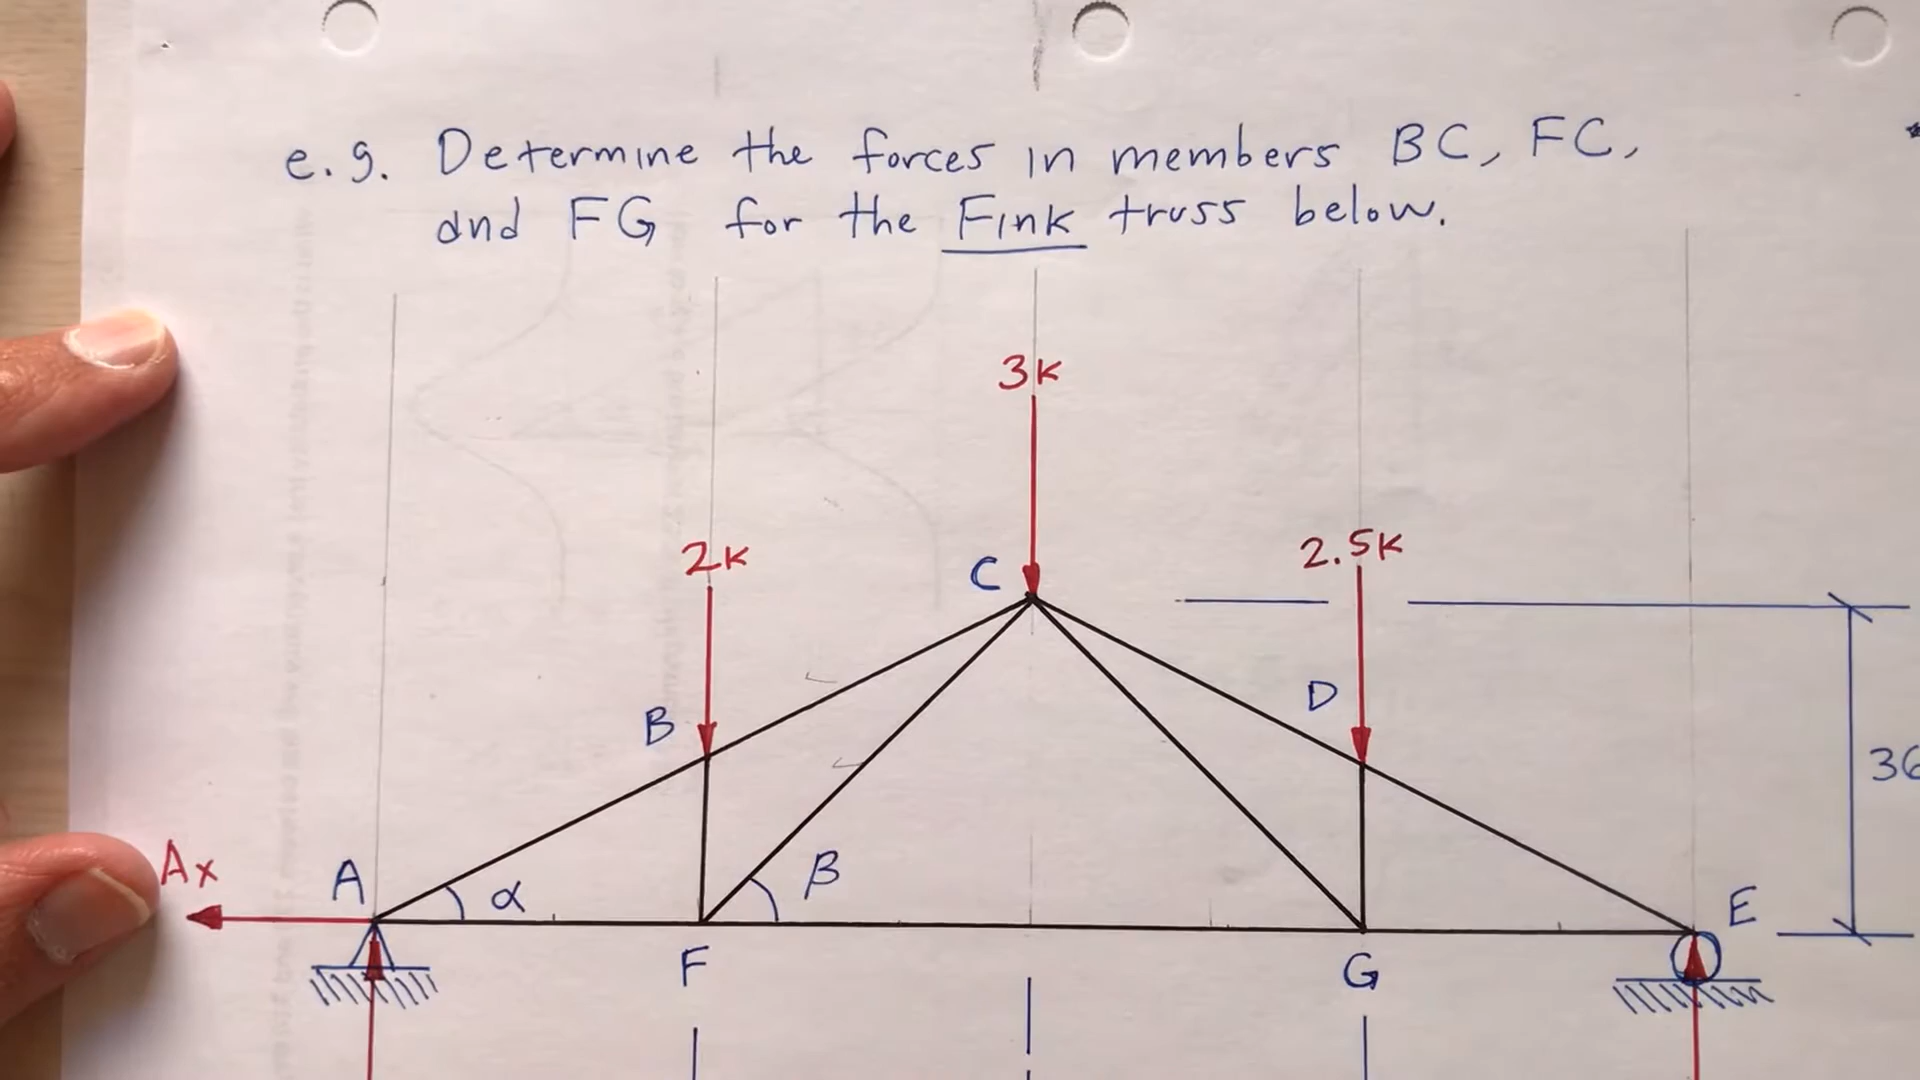 e.g. Determine the forces in members BC, FC,
and FG for the Fink truss below.
3K
2K
2.5K
C
D
B
36
Ax
A
α
β
E
F
G